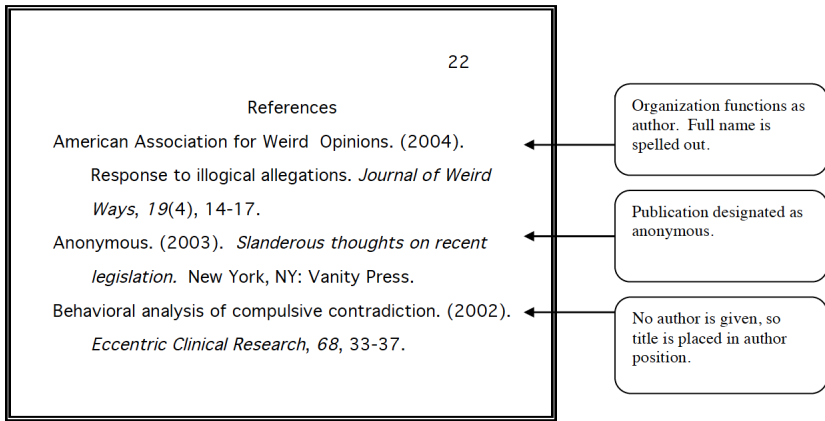 22
References
American Association for Weird Opinions. (2004).
Response to illogical allegations. Journal of Weird
Ways, 19(4), 14-17.
Anonymous. (2003). Slanderous thoughts on recent
legislation. New York, NY: Vanity Press.
Behavioral analysis of compulsive contradiction. (2002).
Eccentric Clinical Research, 68, 33-37.
Organization functions as
author. Full name is
spelled out.
Publication designated as
anonymous.
No author is given, so
title is placed in author
position.